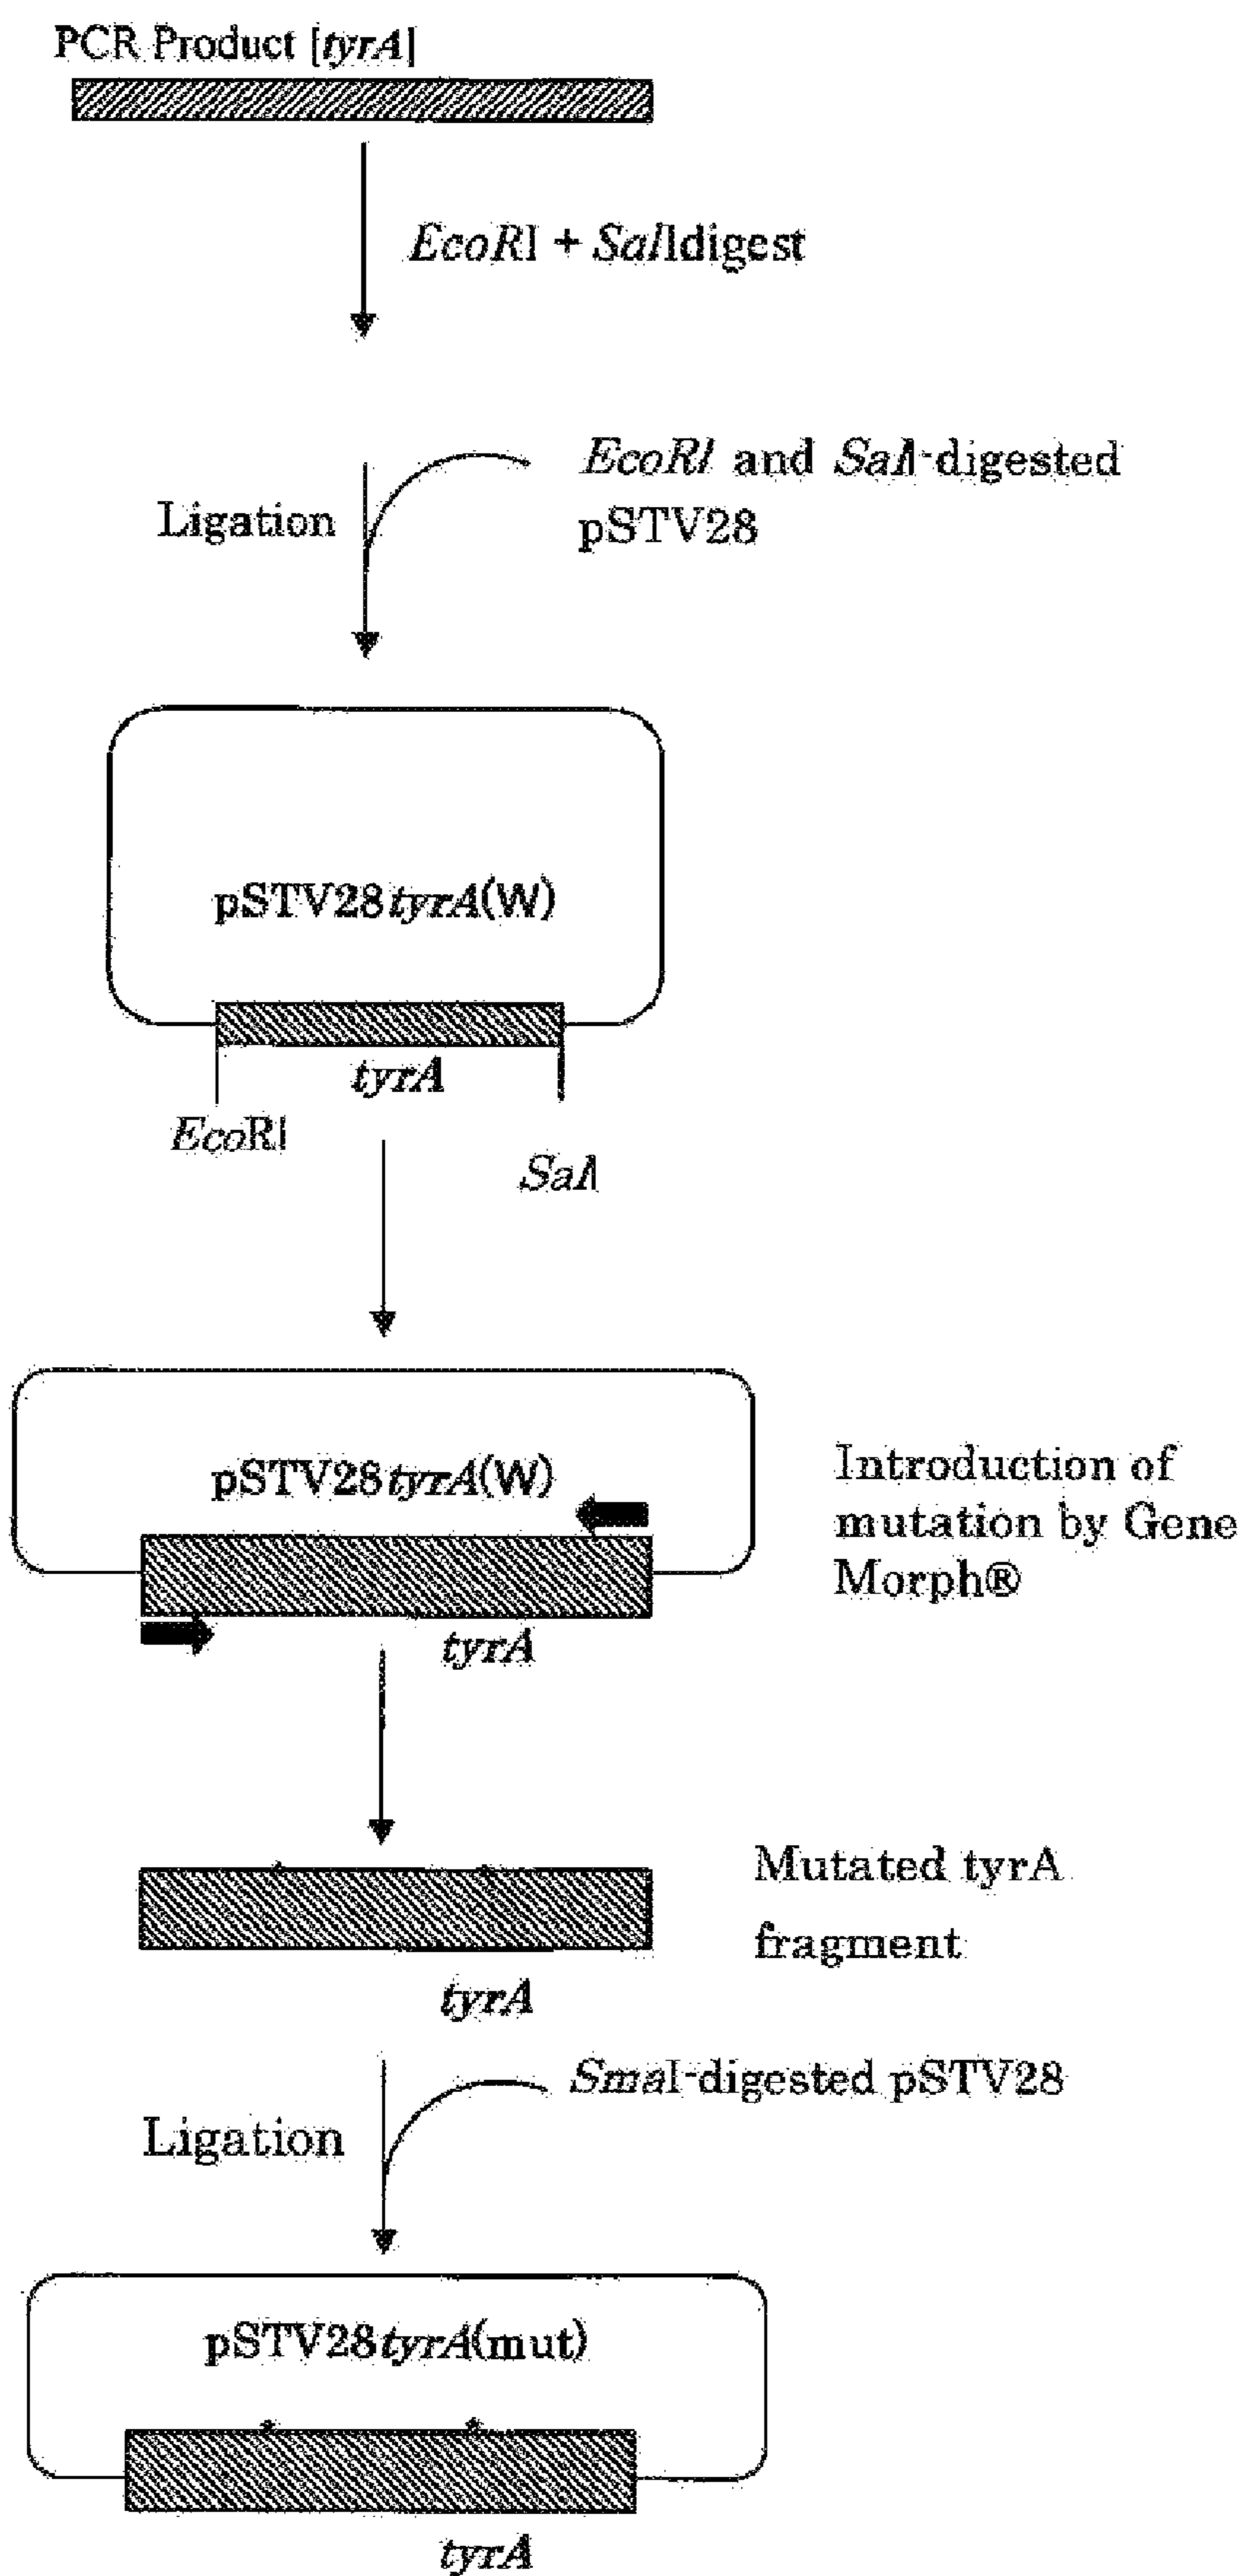 PCR Product [tyrA]
EcoRI + SalIdigest
EcoRI and SalI-digested
pSTV28
Ligation
pSTV28tyrA(W)
tyrA
EcoRI
SalI
pSTV28tyrA(W)
Introduction of
mutation by Gene
Morph®
tyrA
Mutated tyrA
fragment
tyrA
SmaI-digested pSTV28
Ligation
pSTV28tyrA(mut)
tyrA